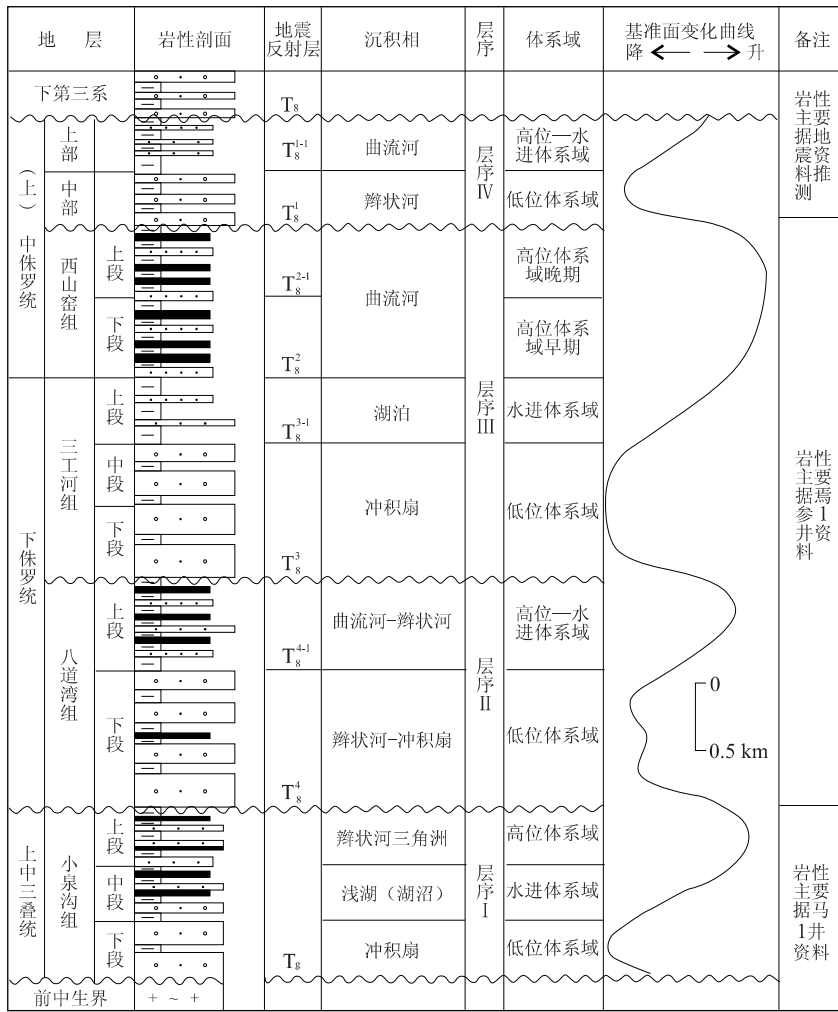 地 层
岩性剖面
地震
反射层
沉积相
层序
体系域
基准面变化曲线
降 升
备注
下第三系
T8
(上)中侏罗统
上部
T8 1-1
曲流河
层序IV
高位—水
进体系域
岩性主要据地震资料推测
中部
T8 1
辫状河
低位体系域
西山窑组
上段
T8 2-1
曲流河
高位体系
域晚期
下段
T8 2
高位体系
域早期
下侏罗统
三工河组
上段
T8 3-1
湖泊
层序III
水进体系域
中段
下段
T8 3
冲积扇
低位体系域
岩性主要据焉参1井资料
八道湾组
上段
T8 4-1
曲流河-辫状河
层序II
高位—水
进体系域
下段
T8 4
辫状河-冲积扇
低位体系域
0
0.5 km
上中三叠统
小泉沟组
上段
辫状河三角洲
层序I
高位体系域
岩性主要据马1井资料
中段
浅湖（湖沼）
水进体系域
下段
Tg
冲积扇
低位体系域
前中生界
+ ~ +